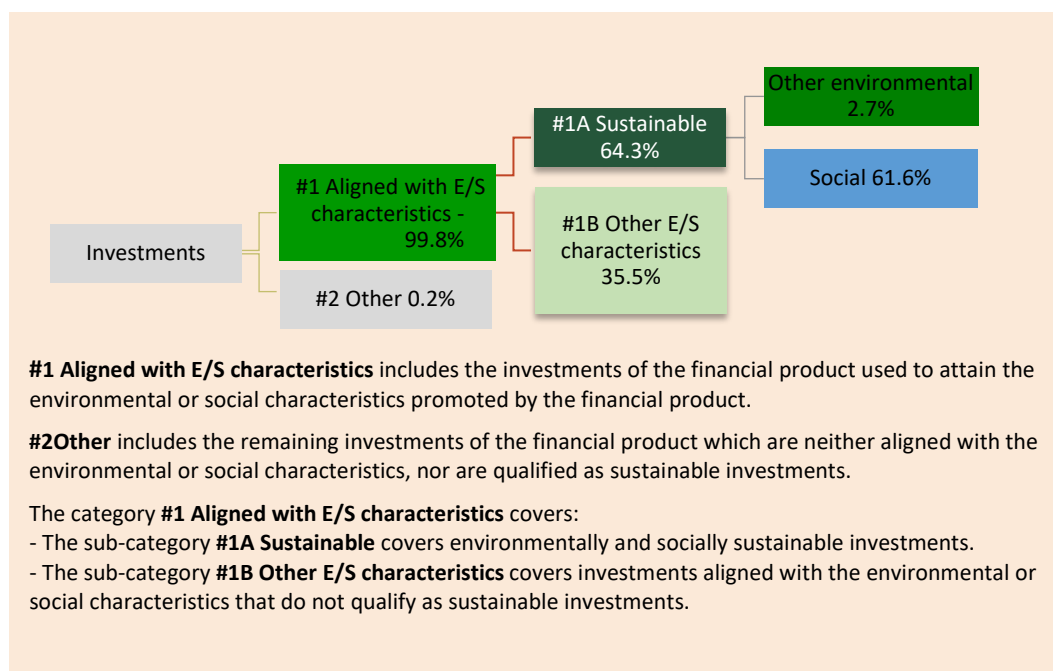 Other environmental
2.7%
#1A Sustainable
64.3%
Social 61.6%
#1 Aligned with E/S
characteristics -
99.8%
#1B Other E/S
characteristics
35.5%
Investments
#2 Other 0.2%
#1 Aligned with E/S characteristics includes the investments of the financial product used to attain the
environmental or social characteristics promoted by the financial product.
#2Other includes the remaining investments of the financial product which are neither aligned with the
environmental or social characteristics, nor are qualified as sustainable investments.
The category #1 Aligned with E/S characteristics covers:
- The sub-category #1A Sustainable covers environmentally and socially sustainable investments.
- The sub-category #1B Other E/S characteristics covers investments aligned with the environmental or
social characteristics that do not qualify as sustainable investments.